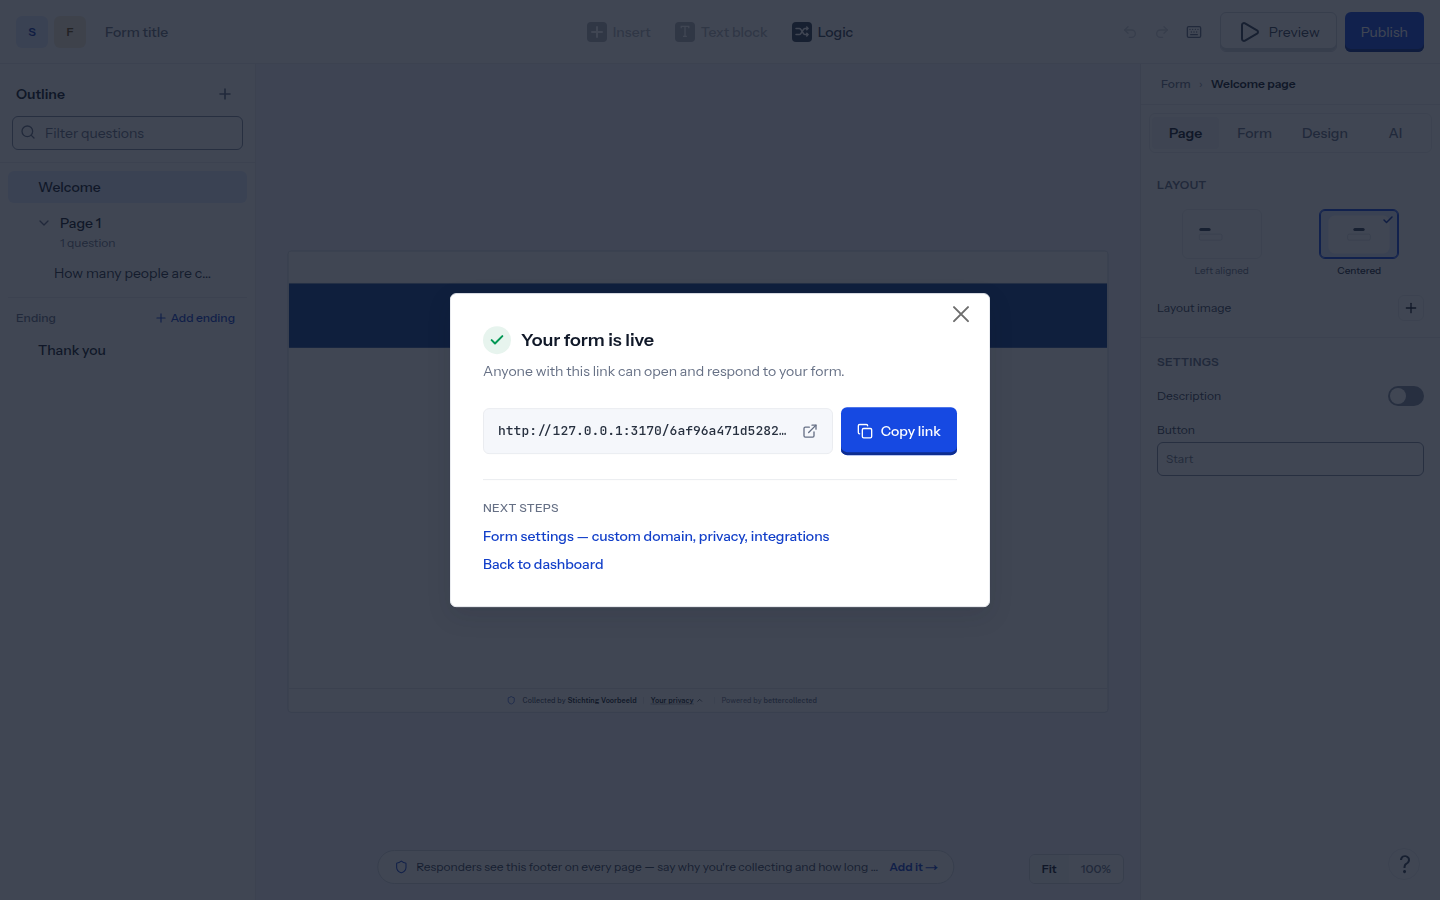 S F Form title Insert Text block Logic Preview Publish
Outline
Filter questions
Welcome
Page 1
1 question
How many people are c...
Ending Add ending
Thank you
Your form is live
Anyone with this link can open and respond to your form.
http://127.0.0.1:3170/6af96a471d5282… Copy link
NEXT STEPS
Form settings — custom domain, privacy, integrations
Back to dashboard
Collected by Stichting Voorbeeld Your privacy Powered by bettercollected
Responders see this footer on every page — say why you're collecting and how long ... Add it →
Fit 100%
Form › Welcome page
Page Form Design AI
LAYOUT
Left aligned Centered
Layout image
SETTINGS
Description
Button
Start
?